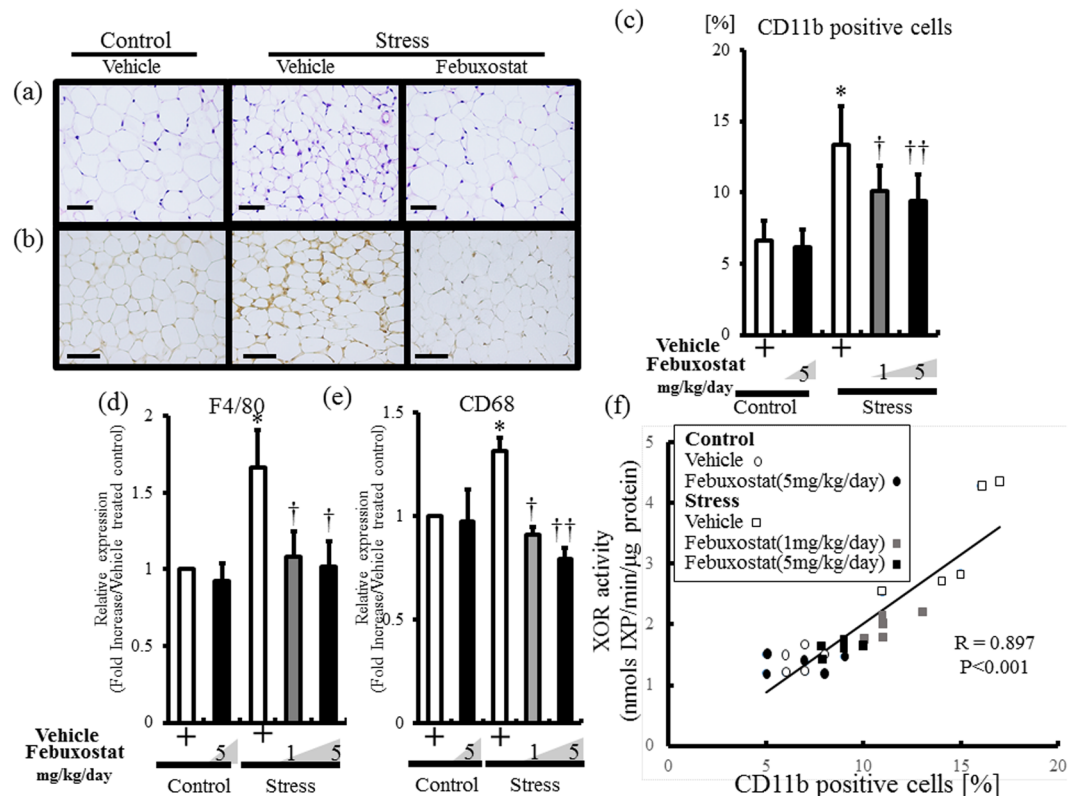 Control
Stress
Vehicle
Vehicle
Febuxostat
(a)
(b)
(c)
[%]
CD11b positive cells
20
15
10
5
0
*
†
††
Vehicle
+
+
Febuxostat
5
1
5
mg/kg/day
Control
Stress
(d)
F4/80
Relative expression
(Fold Increase/Vehicle treated control)
2
1.5
1
0.5
0
*
†
†
(e)
CD68
Relative expression
(Fold Increase/Vehicle treated control)
1.5
1
0.5
0
*
†
††
Vehicle
+
+
+
+
Febuxostat
5
1
5
5
1
5
mg/kg/day
Control
Stress
Control
Stress
(f)
XOR activity
(nmols IXP/min/µg protein)
5
4
3
2
1
0
Control
Vehicle
Febuxostat(5mg/kg/day)
Stress
Vehicle
Febuxostat(1mg/kg/day)
Febuxostat(5mg/kg/day)
R = 0.897
P<0.001
0
5
10
15
20
CD11b positive cells [%]